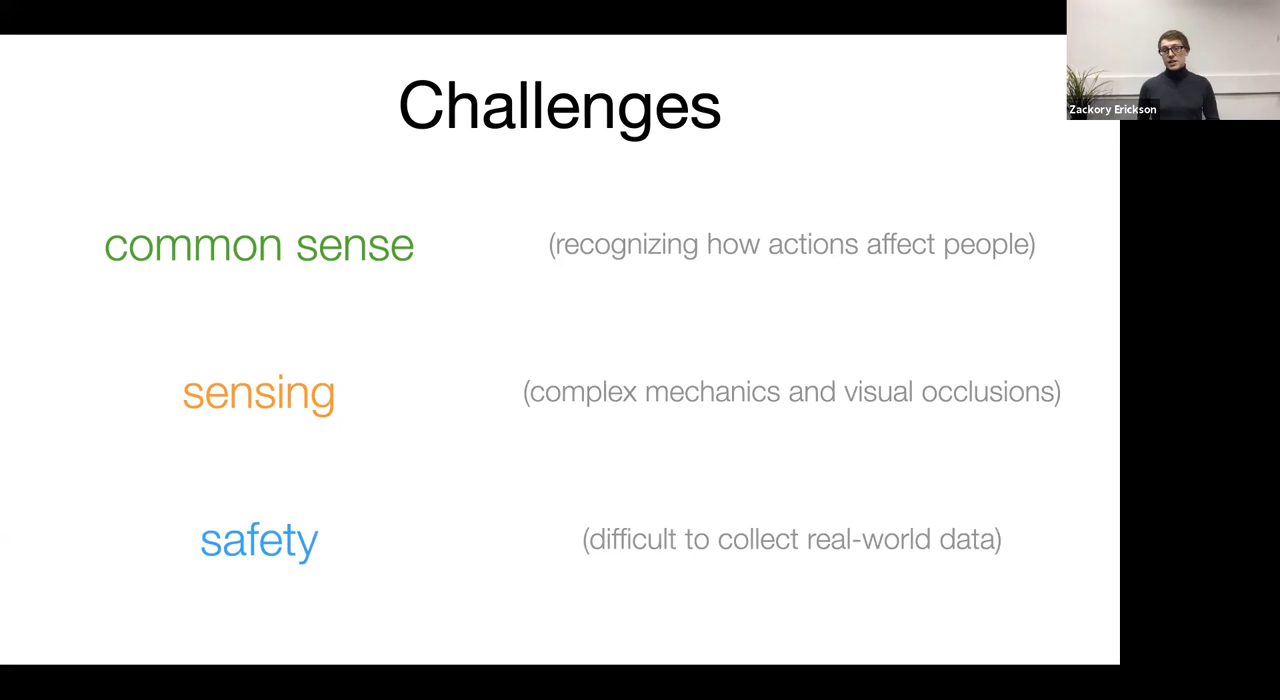 Challenges
Zackory Erickson
common sense
(recognizing how actions affect people)
sensing
(complex mechanics and visual occlusions)
safety
(difficult to collect real-world data)